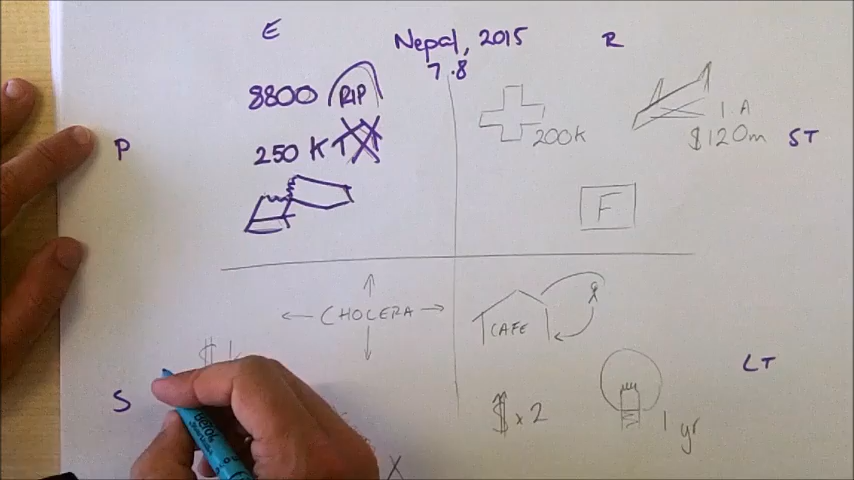 E
Nepal, 2015
R
7.8
8800 RIP
250 K
P
200K
1 A
$120m
ST
F
CHOLERA
CAFE
LT
S
$ x 2
1 yr
X